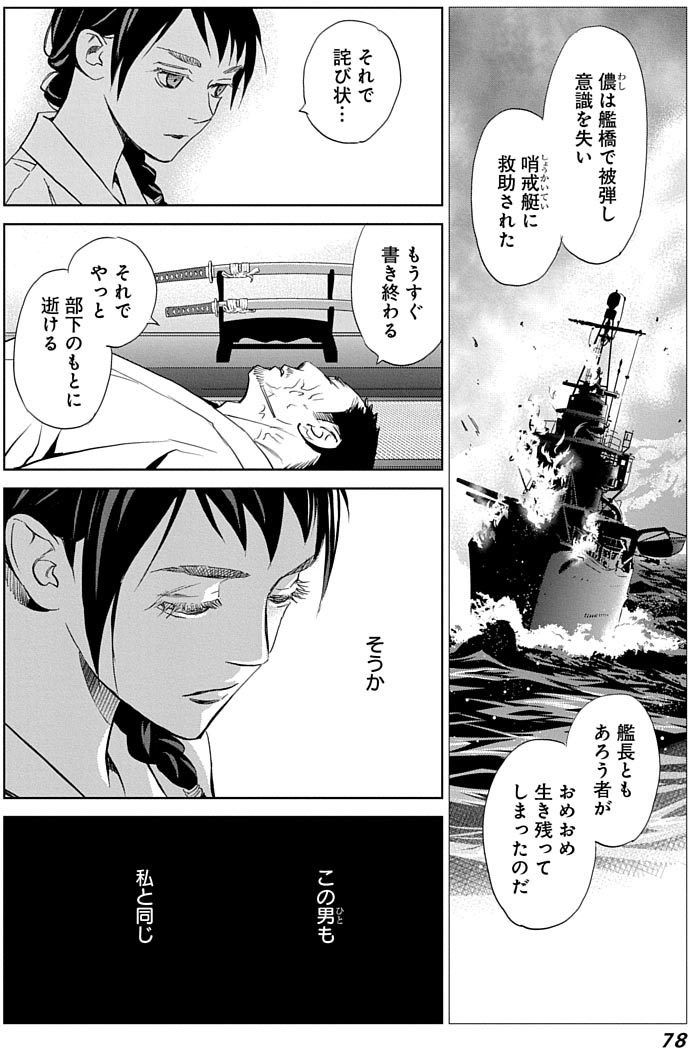 儂は艦橋で被弾し
意識を失い
哨戒艇に
救助された
艦長とも
あろう者が
おめおめ
生き残って
しまったのだ
それで
詫び状…
もうすぐ
書き終わる
それで
やっと
部下のもとに
逝ける
そうか
この男も
私と同じ
78